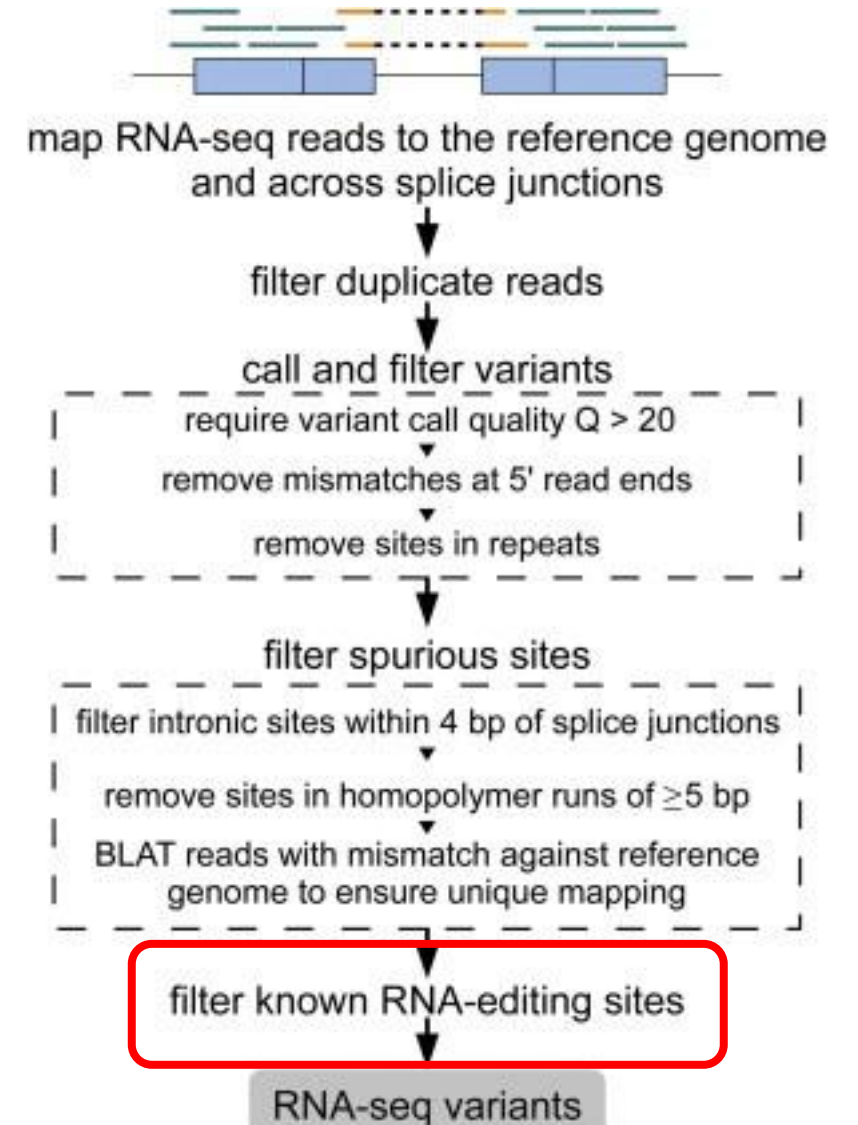 map RNA-seq reads to the reference genome
and across splice junctions
filter duplicate reads
call and filter variants
require variant call quality Q > 20
remove mismatches at 5' read ends
remove sites in repeats
filter spurious sites
filter intronic sites within 4 bp of splice junctions
remove sites in homopolymer runs of ≥5 bp
BLAT reads with mismatch against reference
genome to ensure unique mapping
filter known RNA-editing sites
RNA-seq variants